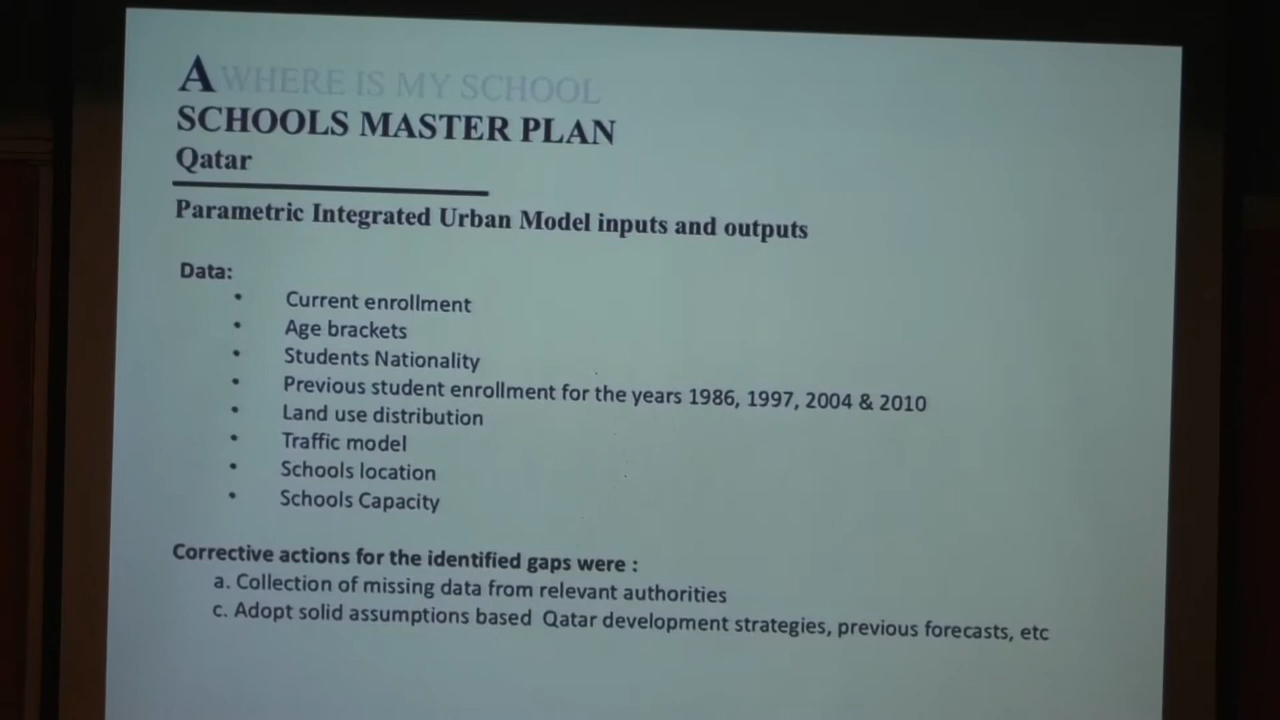 A WHERE IS MY SCHOOL
SCHOOLS MASTER PLAN
Qatar
Parametric Integrated Urban Model inputs and outputs
Data:
• Current enrollment
• Age brackets
• Students Nationality
• Previous student enrollment for the years 1986, 1997, 2004 & 2010
• Land use distribution
• Traffic model
• Schools location
• Schools Capacity
Corrective actions for the identified gaps were :
a. Collection of missing data from relevant authorities
c. Adopt solid assumptions based Qatar development strategies, previous forecasts, etc